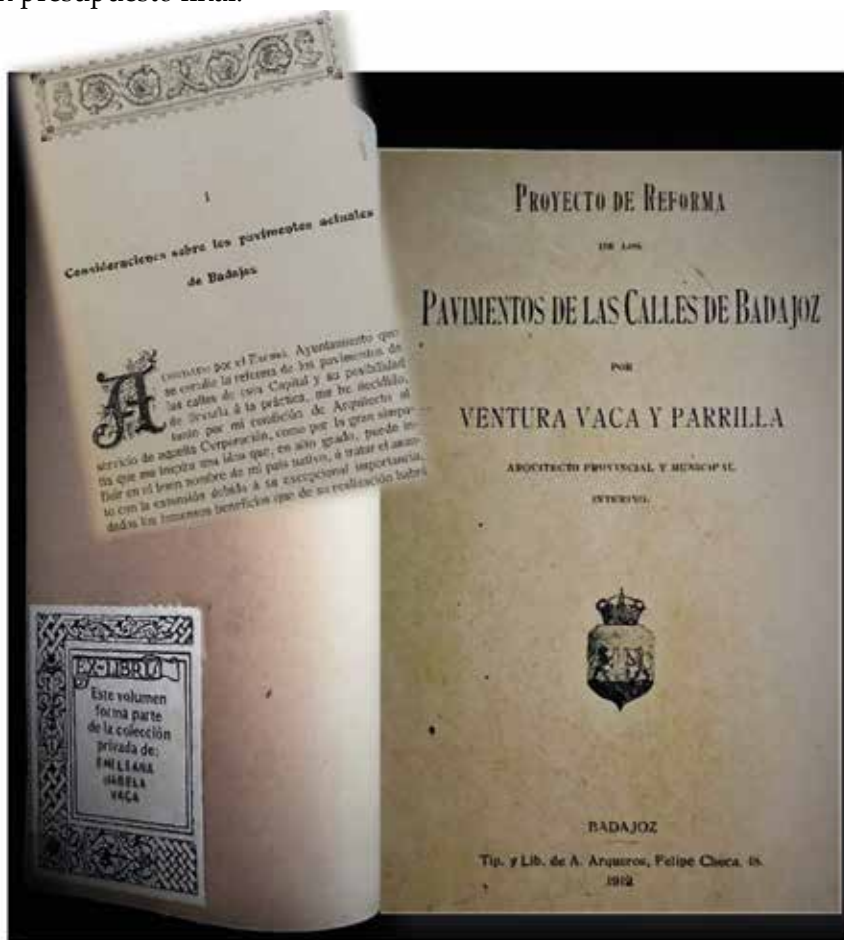 presupuesto final.
I
Consideraciones sobre los pavimentos actuales
de Badajoz
A por el Excmo. Ayuntamiento que
se estudie la reforma de los pavimentos de
las calles de esta Capital y su posibilidad
de llevarla á la práctica, me he decidido,
tanto por mi condición de Arquitecto al
servicio de aquella Corporación, como por la gran simpa-
tía que me inspira una idea que, en alto grado, puede in-
fluir en el buen nombre de mi país nativo, á tratar el asun-
to con la extensión debida á su excepcional importancia,
dados los inmensos beneficios que de su realización habrá
EX-LIBRI
Este volumen
forma parte
de la colección
privada de:
EMILIANA
ISABELA
VACA
PROYECTO DE REFORMA
DE LOS
PAVIMENTOS DE LAS CALLES DE BADAJOZ
POR
VENTURA VACA Y PARRILLA
ARQUITECTO PROVINCIAL Y MUNICIPAL
INTERINO.
BADAJOZ
Tip. y Lib. de A. Arqueros, Felipe Checa, 18.
1912